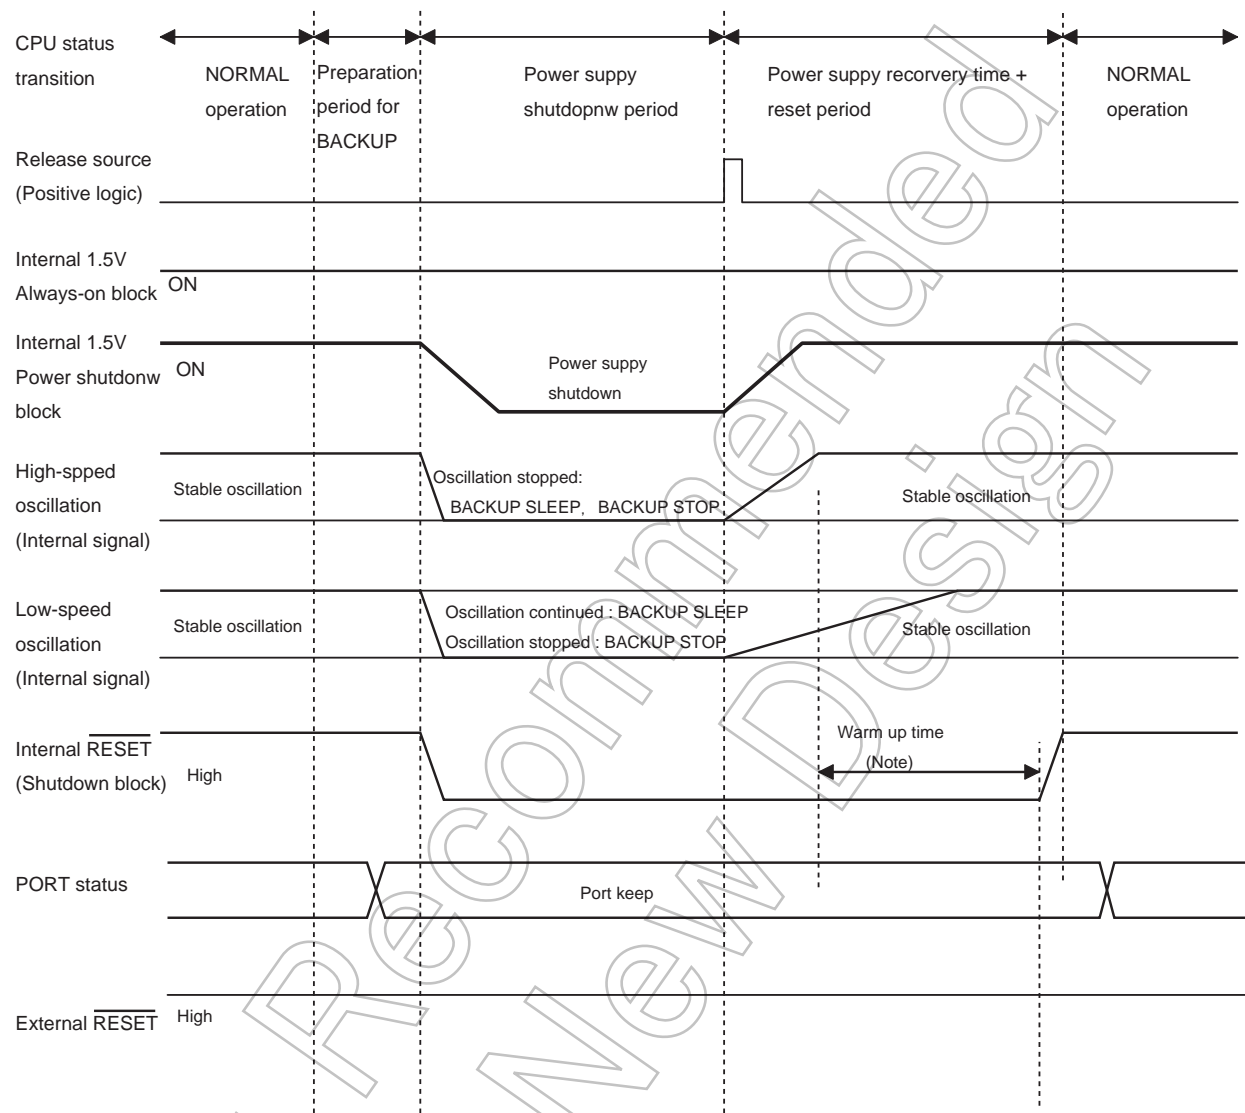 CPU status
transition
NORMAL
operation
Preparation
period for
BACKUP
Power suppy
shutdopnw period
Power suppy recorvery time +
reset period
NORMAL
operation
Release source
(Positive logic)
Internal 1.5V
Always-on block
ON
Internal 1.5V
Power shutdonw
block
ON
Power suppy
shutdown
High-spped
oscillation
(Internal signal)
Stable oscillation
Oscillation stopped:
BACKUP SLEEP, BACKUP STOP
Stable oscillation
Low-speed
oscillation
(Internal signal)
Stable oscillation
Oscillation continued : BACKUP SLEEP
Oscillation stopped : BACKUP STOP
Stable oscillation
Internal RESET
(Shutdown block)
High
Warm up time
(Note)
PORT status
Port keep
External RESET
High
Recommended
New Design